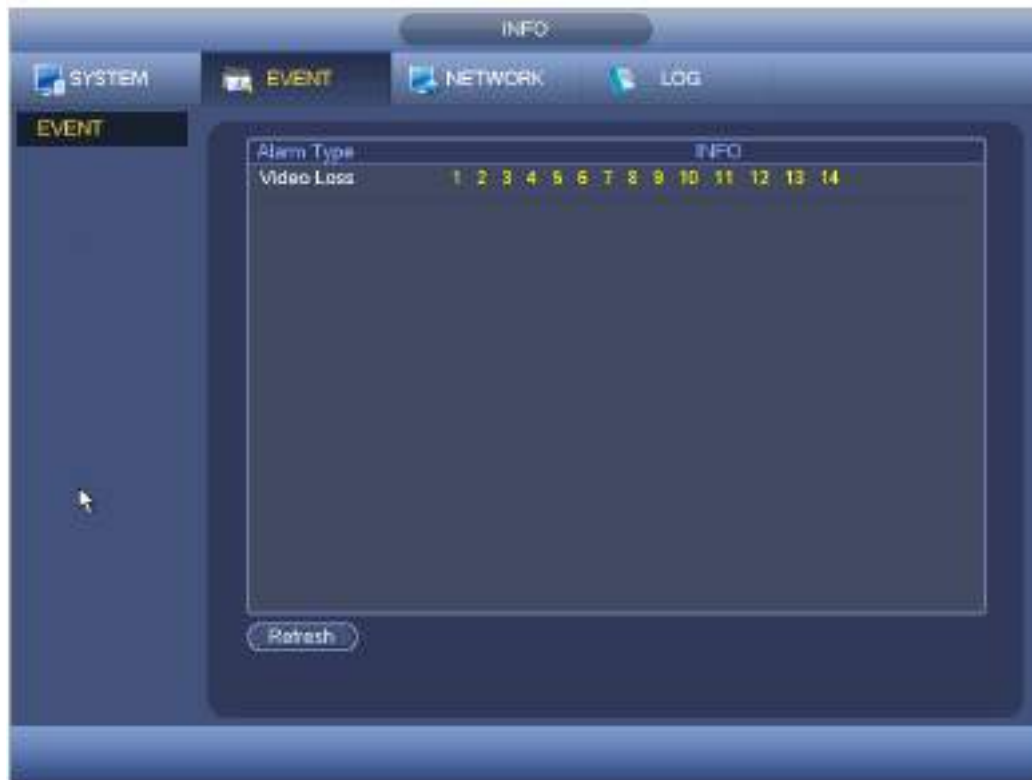 INFO
SYSTEM EVENT NETWORK LOG
EVENT
Alarm Type INFO
Video Loss 1 2 3 4 5 6 7 8 9 10 11 12 13 14
Refresh